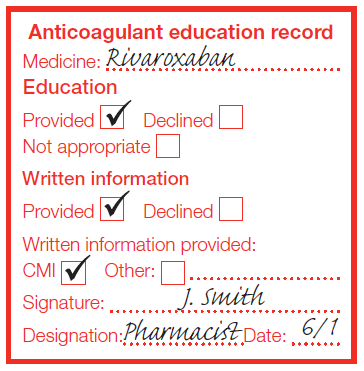 Anticoagulant education record
Medicine: Rivaroxaban
Education
Provided ✓ Declined
Not appropriate
Written information
Provided ✓ Declined
Written information provided:
CMI ✓ Other:
Signature: J. Smith
Designation: Pharmacist Date: 6/1